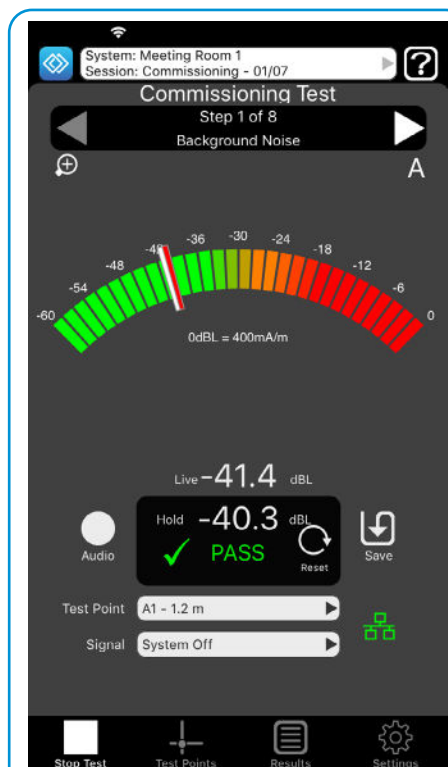 System: Meeting Room 1
Session: Commissioning - 01/07
?
Commissioning Test
Step 1 of 8
Background Noise
A
-60
-54
-48
-36
-30
-24
-18
-12
-6
0
0dBL = 400mA/m
Live -41.4 dBL
Hold -40.3 dBL
PASS
Reset
Audio
Save
Test Point A1 - 1.2 m
Signal System Off
Stop Test Test Points Results Settings